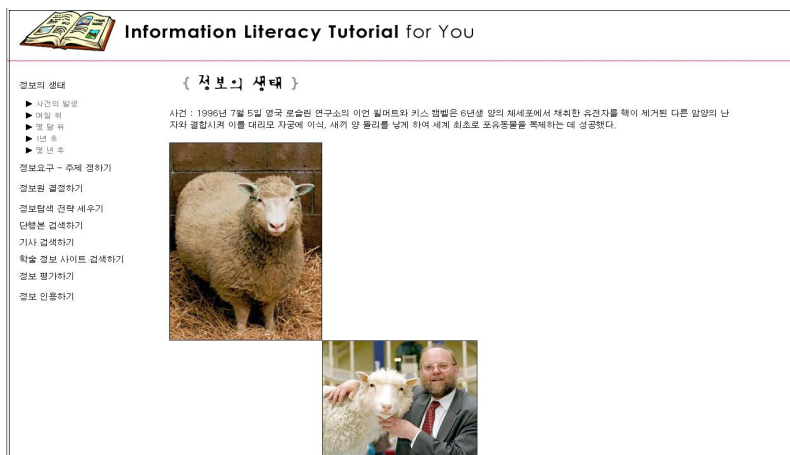 Information Literacy Tutorial for You
정보의 생태
▶ 사건의 발생
▶ 며칠 뒤
▶ 몇 달 뒤
▶ 1년 후
▶ 몇 년 후
정보요구 - 주제 정하기
정보원 결정하기
정보탐색 전략 세우기
단행본 검색하기
기사 검색하기
학술 정보 사이트 검색하기
정보 평가하기
정보 인용하기
{ 정보의 생태 }
사건 : 1996년 7월 5일 영국 로슬린 연구소의 이언 윌머트와 키스 캠벨은 6년생 양의 체세포에서 채취한 유전자를 핵이 제거된 다른 암양의 난
자와 결합시켜 이를 대리모 자궁에 이식, 새끼 양 돌리를 낳게 하여 세계 최초로 포유동물을 복제하는 데 성공했다.